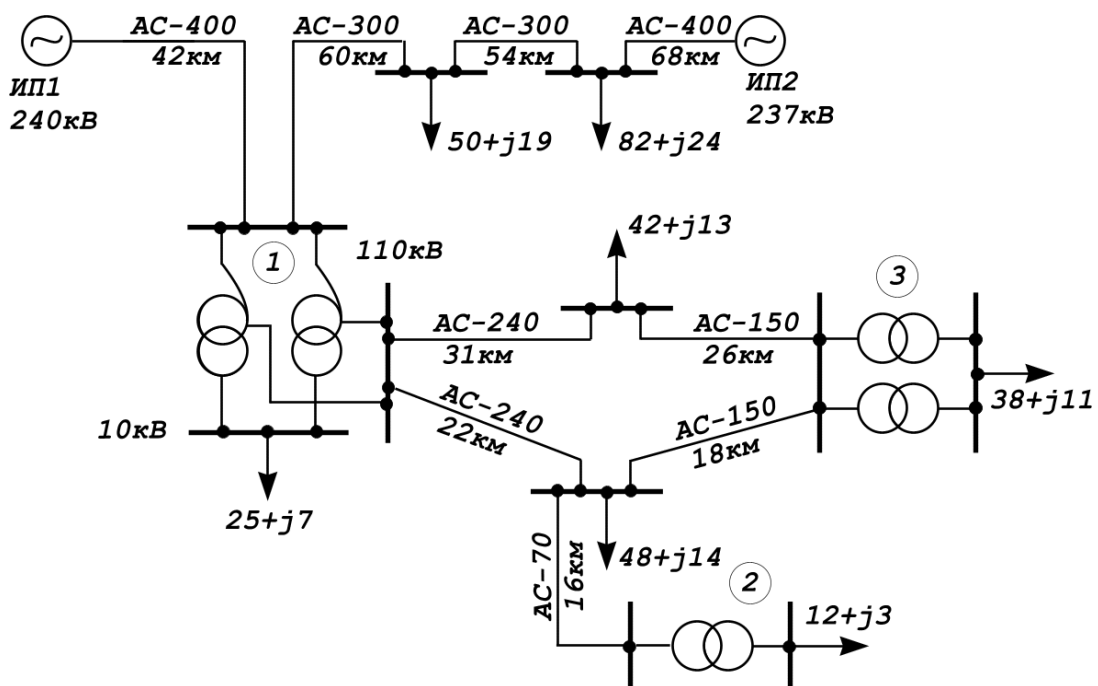 АС-400
42км
АС-300
60км
АС-300
54км
АС-400
68км
ИП1
240кВ
ИП2
237кВ
50+j19
82+j24
42+j13
1
110кВ
3
АС-240
31км
АС-150
26км
АС-240
22км
АС-150
18км
38+j11
10кВ
25+j7
АС-70
16км
48+j14
2
12+j3